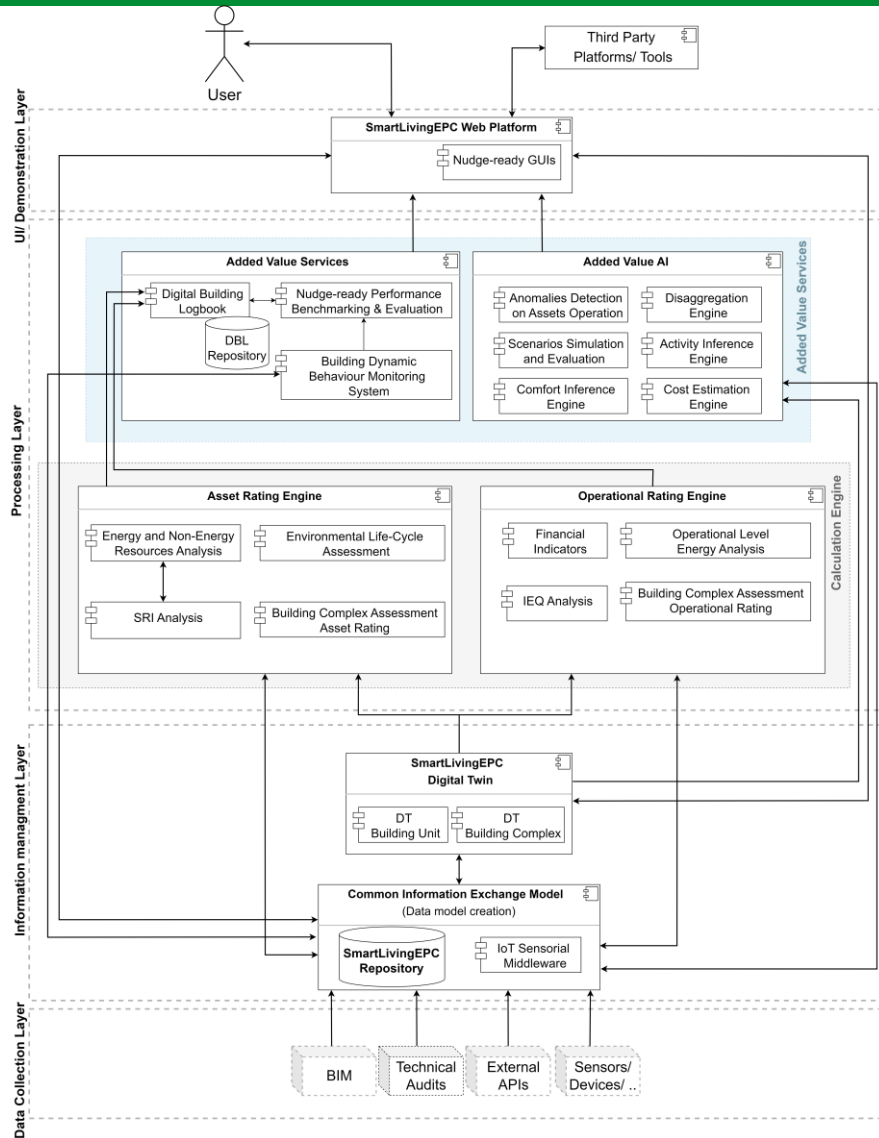 User
Third Party
Platforms/ Tools
UI/ Demonstration Layer
SmartLivingEPC Web Platform
Nudge-ready GUIs
Processing Layer
Added Value Services
Added Value Services
Digital Building
Logbook
DBL
Repository
Nudge-ready Performance
Benchmarking & Evaluation
Building Dynamic
Behaviour Monitoring
System
Added Value AI
Anomalies Detection
on Assets Operation
Disaggregation
Engine
Scenarios Simulation
and Evaluation
Activity Inference
Engine
Comfort Inference
Engine
Cost Estimation
Engine
Calculation Engine
Asset Rating Engine
Energy and Non-Energy
Resources Analysis
Environmental Life-Cycle
Assessment
SRI Analysis
Building Complex Assessment
Asset Rating
Operational Rating Engine
Financial
Indicators
Operational Level
Energy Analysis
IEQ Analysis
Building Complex Assessment
Operational Rating
Information managment Layer
SmartLivingEPC
Digital Twin
DT
Building Unit
DT
Building Complex
Common Information Exchange Model
(Data model creation)
SmartLivingEPC
Repository
IoT Sensorial
Middleware
Data Collection Layer
BIM
Technical
Audits
External
APIs
Sensors/
Devices/ ..